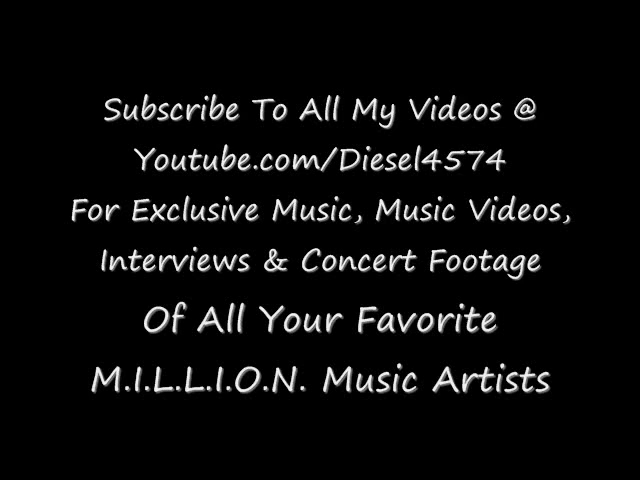 Subscribe To All My Videos @
Youtube.com/Diesel4574
For Exclusive Music, Music Videos,
Interviews & Concert Footage
Of All Your Favorite
M.I.L.L.I.O.N. Music Artists